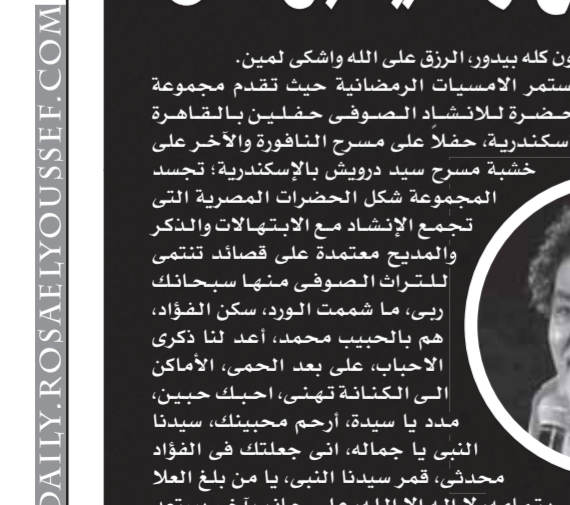 ون كله بيدور، الرزق على الله واشكى لمين.
ستمر الامسيات الرمضانية حيث تقدم مجموعة
حضرة للانشاد الصوفى حفلين بالقاهرة
سكندرية، حفلاً على مسرح النافورة والآخر على
خشبة مسرح سيد درويش بالإسكندرية؛ تجسد
المجموعة شكل الحضرات المصرية التى
تجمع الإنشاد مع الابتهالات والذكر
والمديح معتمدة على قصائد تنتمى
للتراث الصوفى منها سبحانك
ربى، ما شممت الورد، سكن الفؤاد،
هم بالحبيب محمد، أعد لنا ذكرى
الاحباب، على بعد الحمى، الأماكن
الى الكنانة تهنى، احبك حبين،
مدد يا سيدة، أرحم محبينك، سيدنا
النبى يا جماله، انى جعلتك فى الفؤاد
محدثى، قمر سيدنا النبى، يا من بلغ العلا
DAILY.ROSAELYOUSSEF.COM